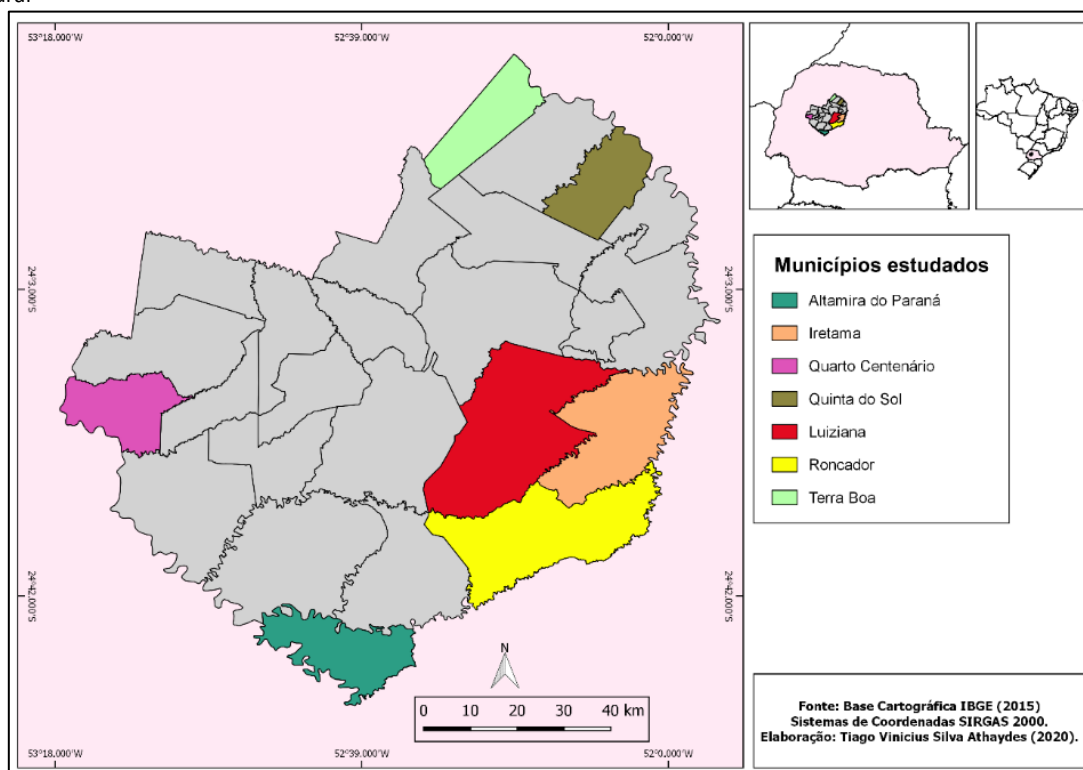 53°18.000'W 52°39.000'W 52°0.000'W
24°3.000'S 24°3.000'S
24°42.000'S 24°42.000'S
N
0 10 20 30 40 km
53°18.000'W 52°39.000'W 52°0.000'W
Municípios estudados
Altamira do Paraná
Iretama
Quarto Centenário
Quinta do Sol
Luiziana
Roncador
Terra Boa
Fonte: Base Cartográfica IBGE (2015)
Sistemas de Coordenadas SIRGAS 2000.
Elaboração: Tiago Vinicius Silva Athaydes (2020).